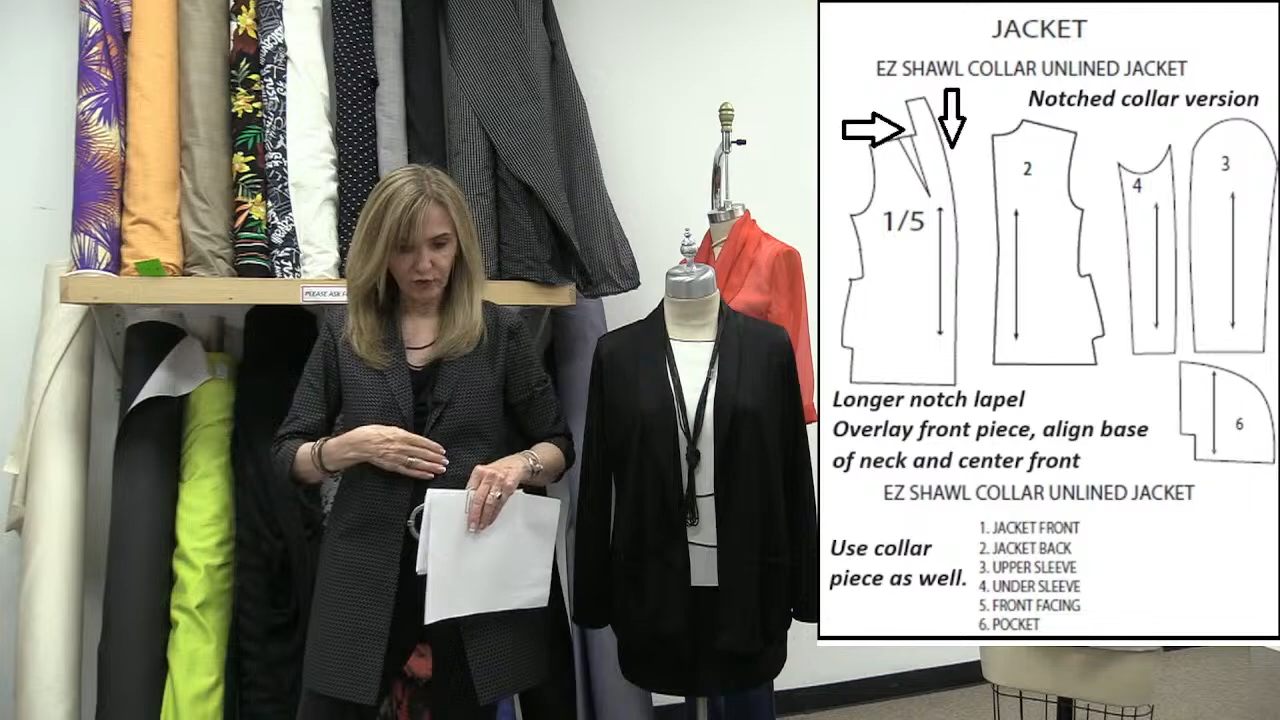 JACKET
EZ SHAWL COLLAR UNLINED JACKET
Notched collar version
1/5
2
4
3
6
Longer notch lapel
Overlay front piece, align base
of neck and center front
EZ SHAWL COLLAR UNLINED JACKET
Use collar
piece as well.
1. JACKET FRONT
2. JACKET BACK
3. UPPER SLEEVE
4. UNDER SLEEVE
5. FRONT FACING
6. POCKET
PLEASE ASK